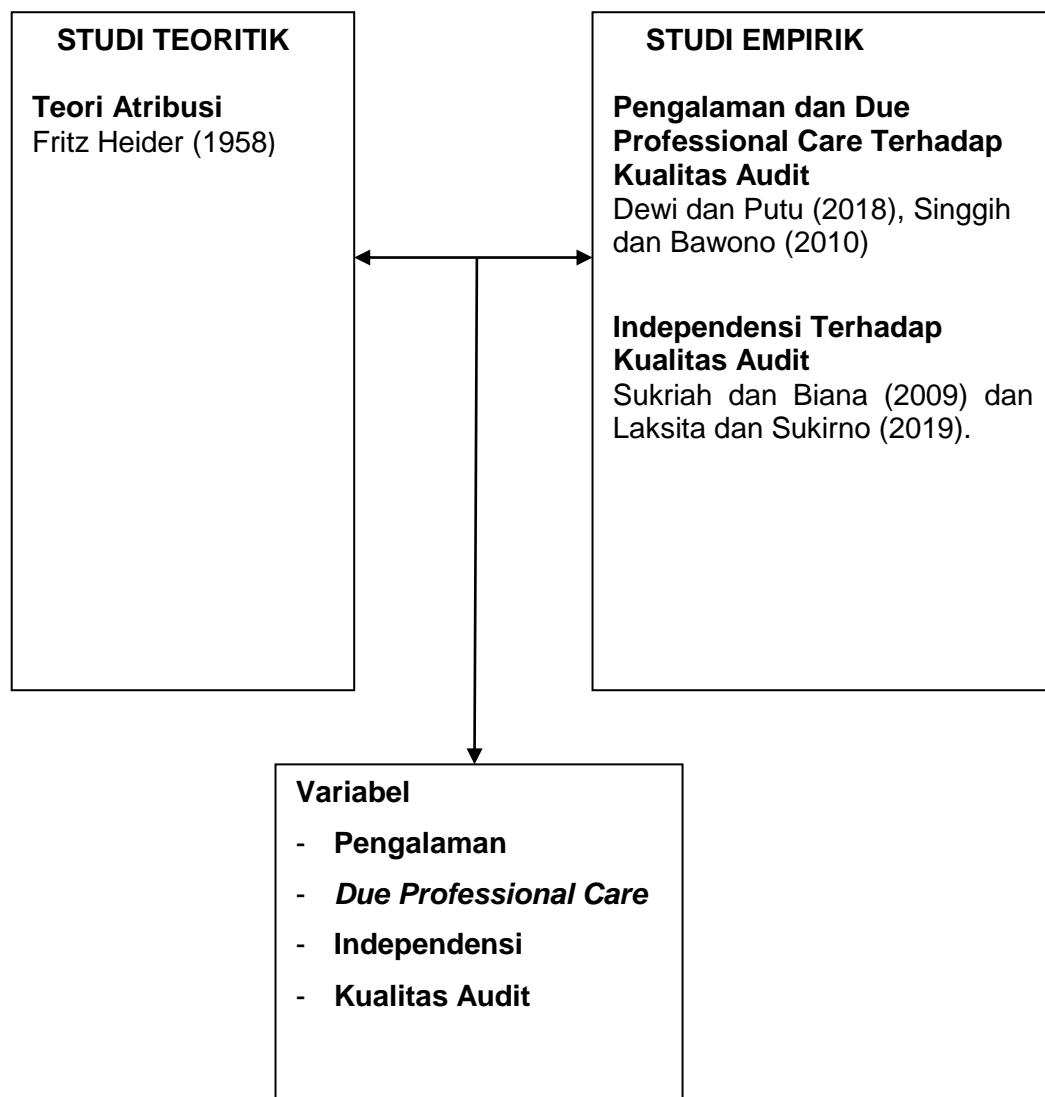 STUDI TEORITIK
Teori Atribusi
Fritz Heider (1958)
STUDI EMPIRIK
Pengalaman dan Due
Professional Care Terhadap
Kualitas Audit
Dewi dan Putu (2018), Singgih
dan Bawono (2010)
Independensi Terhadap
Kualitas Audit
Sukriah dan Biana (2009) dan
Laksita dan Sukirno (2019).
Variabel
- Pengalaman
- Due Professional Care
- Independensi
- Kualitas Audit